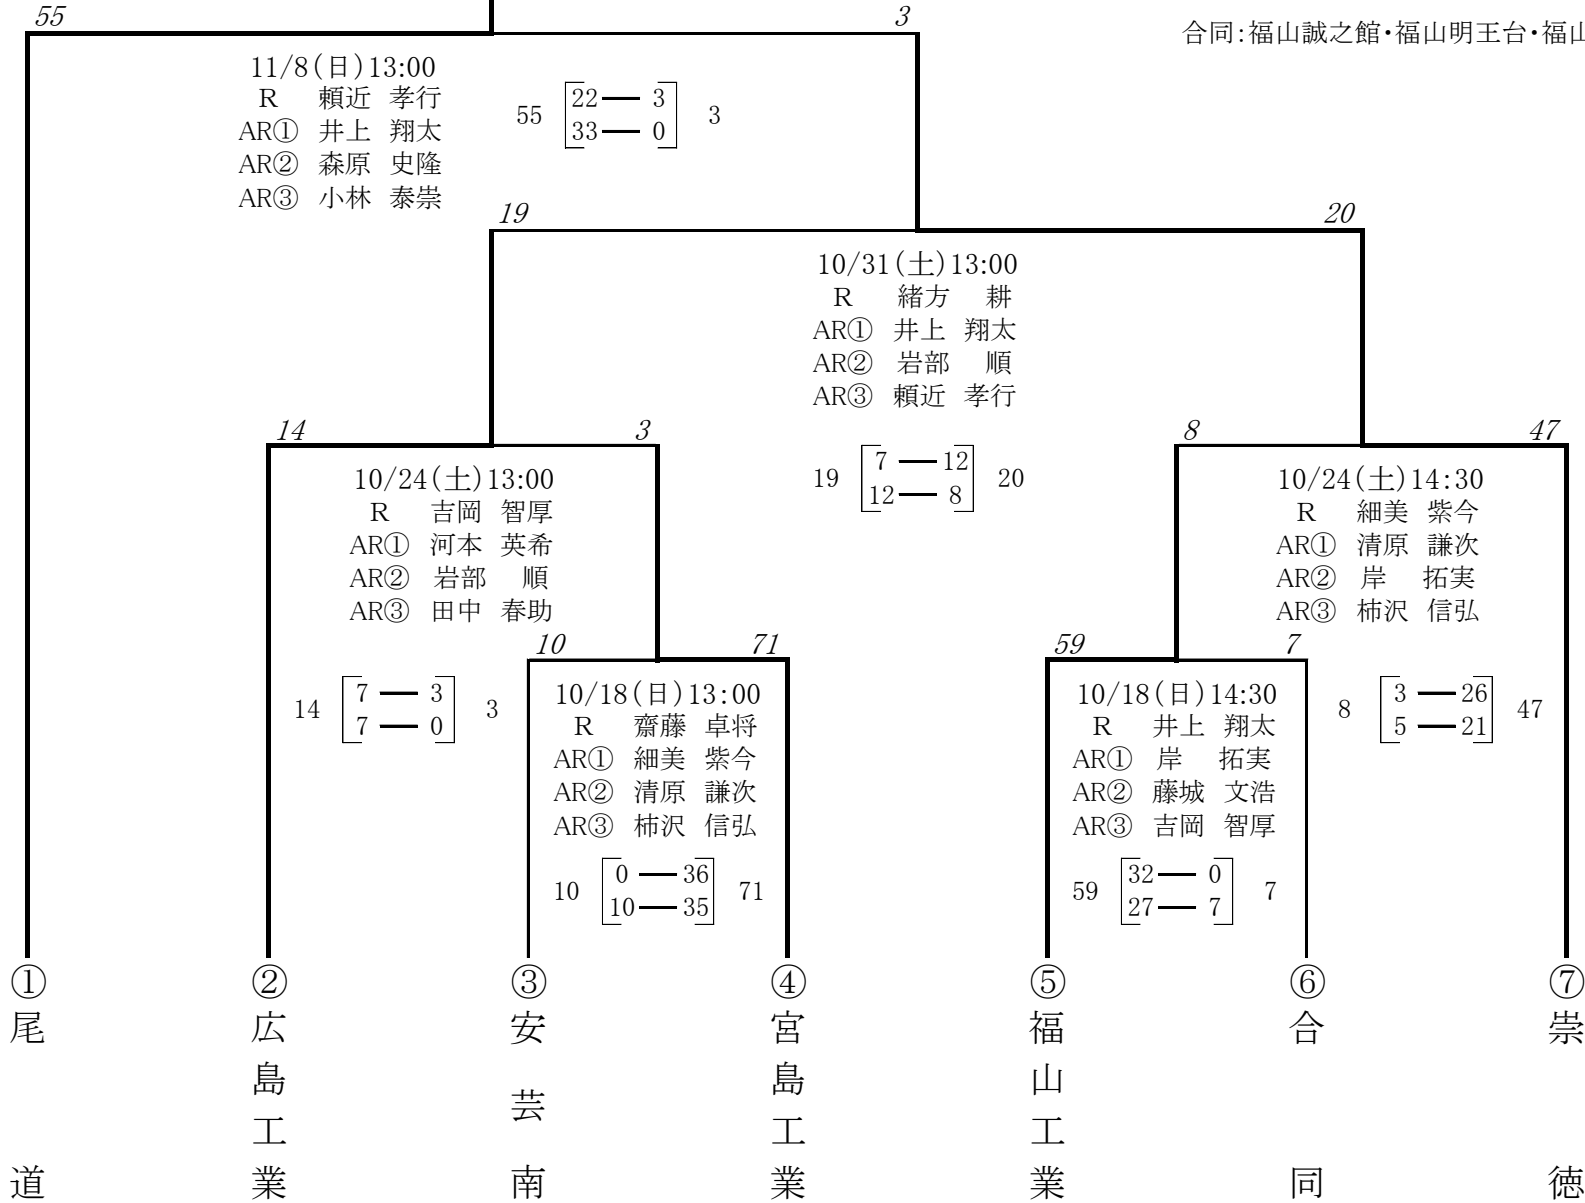 55
3
合同:福山誠之館・福山明王台・福山
11/8(日)13:00
R 頼近 孝行
AR① 井上 翔太
AR② 森原 史隆
AR③ 小林 泰崇
55 22 — 3 3
33 — 0
19
20
10/31(土)13:00
R 緒方 耕
AR① 井上 翔太
AR② 岩部 順
AR③ 頼近 孝行
19 7 — 12 20
12 — 8
14
3
10/24(土)13:00
R 吉岡 智厚
AR① 河本 英希
AR② 岩部 順
AR③ 田中 春助
14 7 — 3 3
7 — 0
8
47
10/24(土)14:30
R 細美 紫今
AR① 清原 謙次
AR② 岸 拓実
AR③ 柿沢 信弘
8 3 — 26 47
5 — 21
10
71
10/18(日)13:00
R 齋藤 卓将
AR① 細美 紫今
AR② 清原 謙次
AR③ 柿沢 信弘
10 0 — 36 71
10 — 35
59
7
10/18(日)14:30
R 井上 翔太
AR① 岸 拓実
AR② 藤城 文浩
AR③ 吉岡 智厚
59 32 — 0 7
27 — 7
①尾道
②広島工業
③安芸南
④宮島工業
⑤福山工業
⑥合同
⑦崇徳